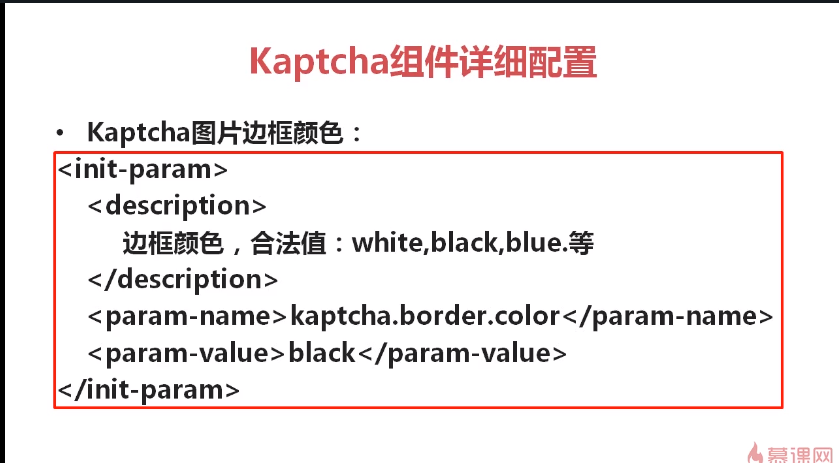 Kaptcha组件详细配置
• Kaptcha图片边框颜色：
<init-param>
<description>
边框颜色，合法值：white,black,blue.等
</description>
<param-name>kaptcha.border.color</param-name>
<param-value>black</param-value>
</init-param>
慕课网